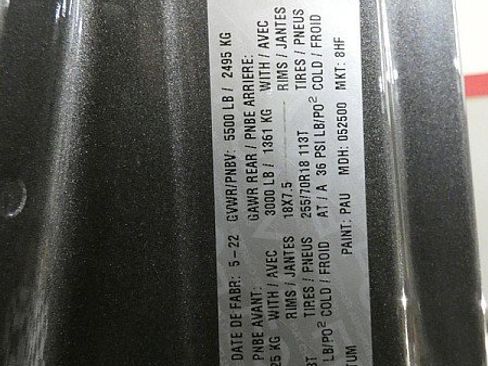 DATE DE FABR: 5-22 GVWR/PNBV: 5500 LB / 2495 KG
PNBE AVANT: GAWR REAR / PNBE ARRIERE:
25 KG WITH / AVEC 3000 LB / 1361 KG WITH / AVEC
RIMS / JANTES 18X7.5 RIMS / JANTES
TIRES / PNEUS 255/70R18 113T TIRES / PNEUS
LB/PO² COLD / FROID AT / A 36 PSI LB/PO² COLD / FROID
TUM PAINT: PAU MDH: 052500 MKT: 8HF